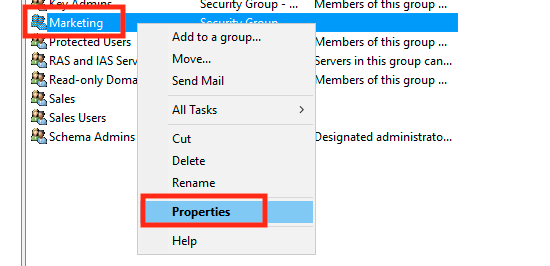 Key Admins Security Group - ... Members of this group ...
Marketing Security Group
Protected Users Members of this group ...
RAS and IAS Serv Servers in this group can...
Read-only Doma Members of this group ...
Sales
Sales Users
Schema Admins Designated administrato...
Add to a group...
Move...
Send Mail
All Tasks
Cut
Delete
Rename
Properties
Help